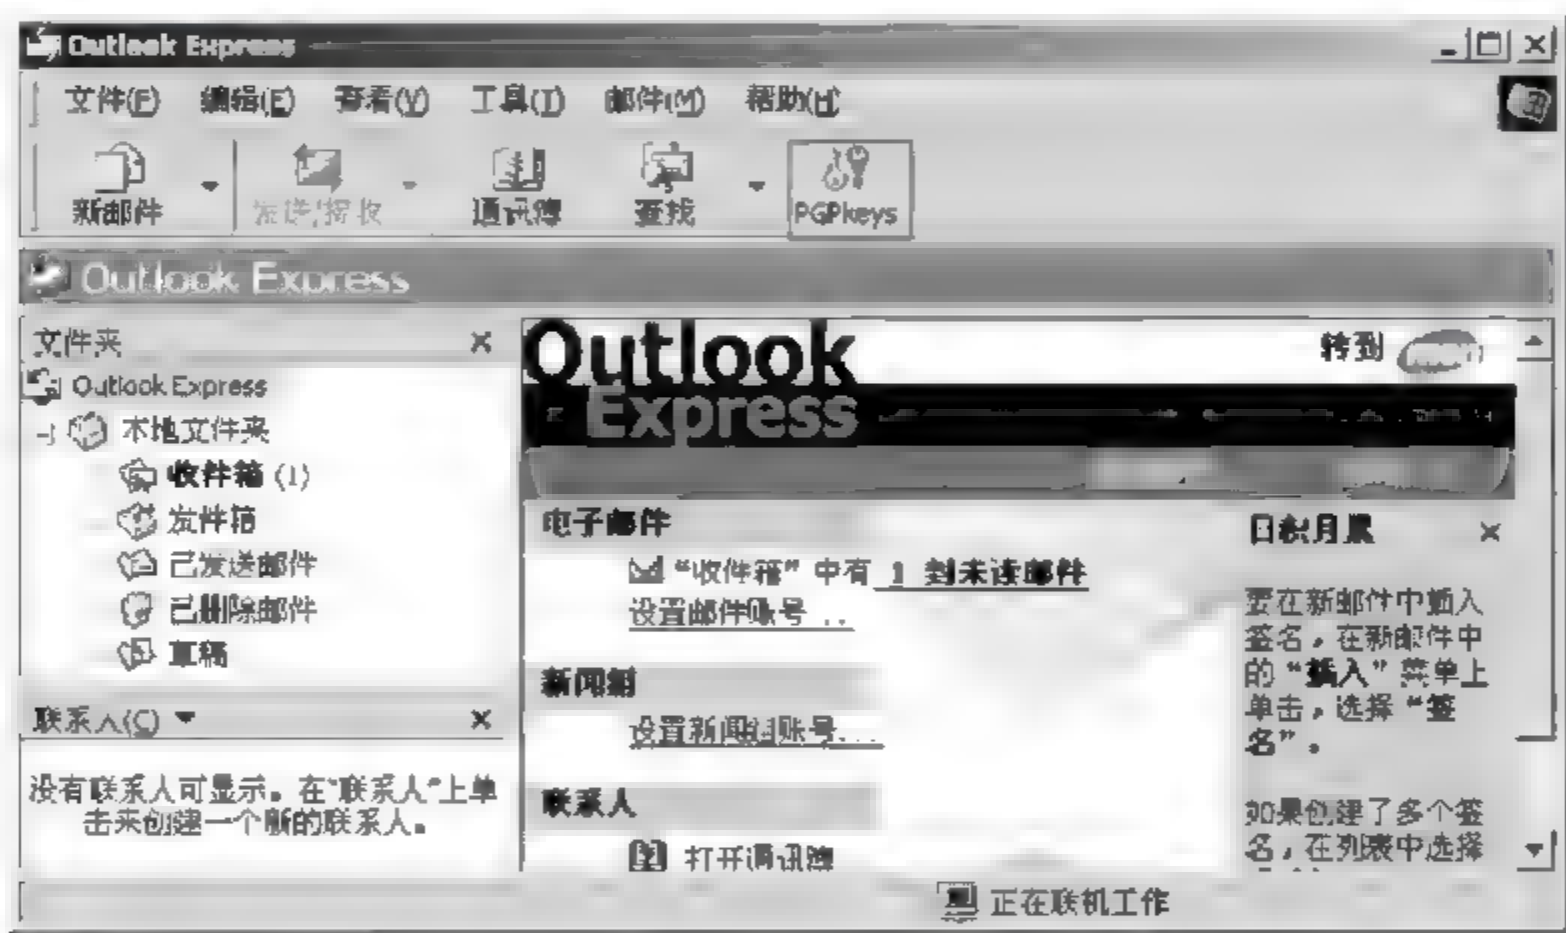 Outlook Express
文件(F) 编辑(E) 查看(V) 工具(T) 邮件(M) 帮助(H)
新邮件 发送/接收 通讯簿 查找 PGPkeys
Outlook Express
文件夹
Outlook Express
本地文件夹
收件箱 (1)
发件箱
已发送邮件
已删除邮件
草稿
联系人(C)
没有联系人可显示。在"联系人"上单
击来创建一个新的联系人。
Outlook
Express
转到
电子邮件
“收件箱” 中有 1 封未读邮件
设置邮件账号...
新闻组
设置新闻组账号...
联系人
打开通讯簿
日积月累
要在新邮件中插入
签名，在新邮件中
的 “插入” 菜单上
单击，选择 “签
名”。
如果创建了多个签
名，在列表中选择
正在联机工作